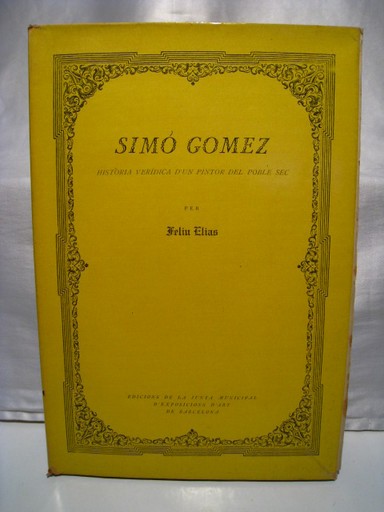 SIMÓ GOMEZ
HISTÒRIA VERÍDICA D'UN PINTOR DEL POBLE SEC
PER
Feliu Elias
EDICIONS DE LA JUNTA MUNICIPAL
D'EXPOSICIONS D'ART
DE BARCELONA